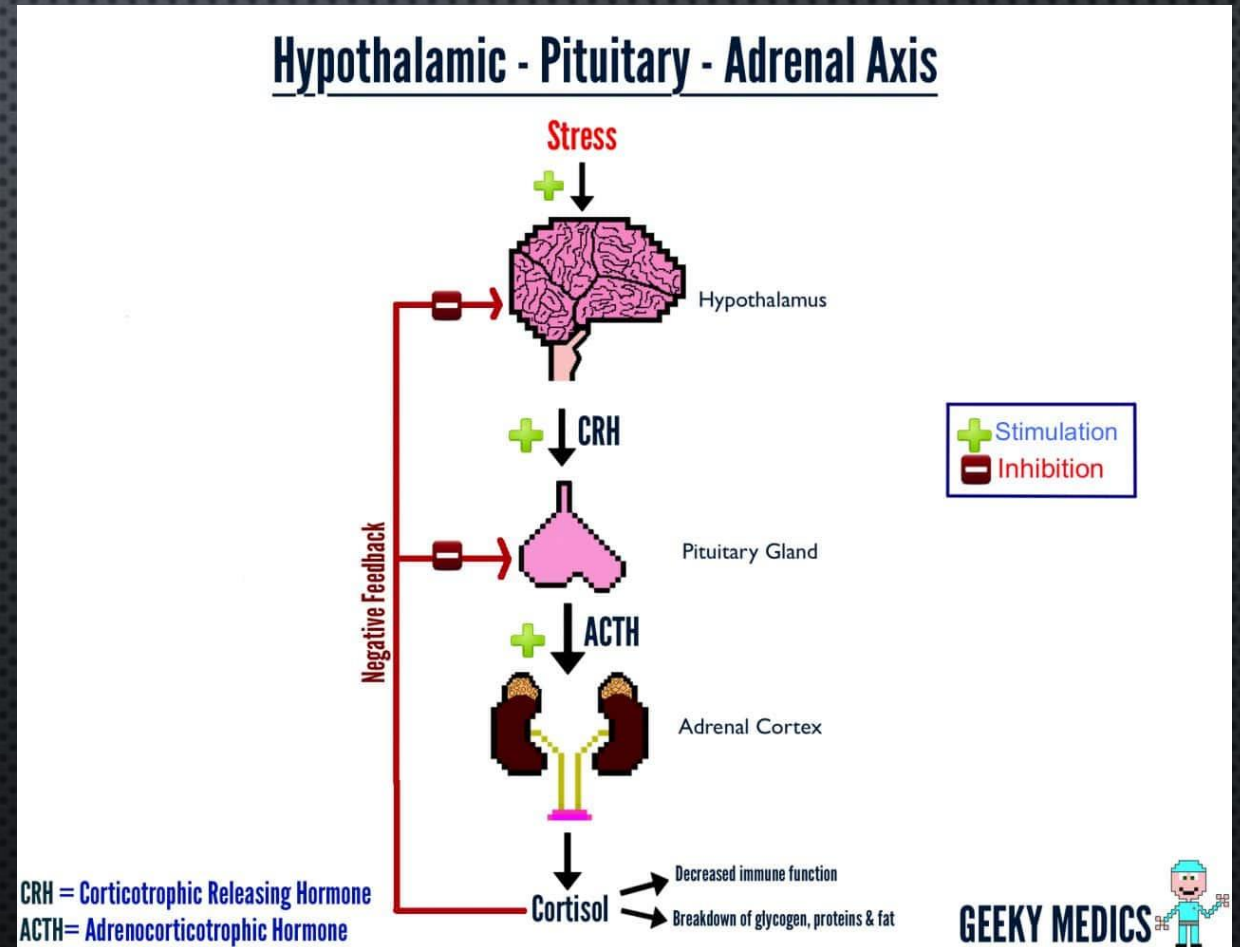 Hypothalamic - Pituitary - Adrenal Axis
Stress
Hypothalamus
CRH
Stimulation
Inhibition
Negative Feedback
Pituitary Gland
ACTH
Adrenal Cortex
Cortisol
Decreased immune function
Breakdown of glycogen, proteins & fat
CRH = Corticotrophic Releasing Hormone
ACTH= Adrenocorticotrophic Hormone
GEEKY MEDICS